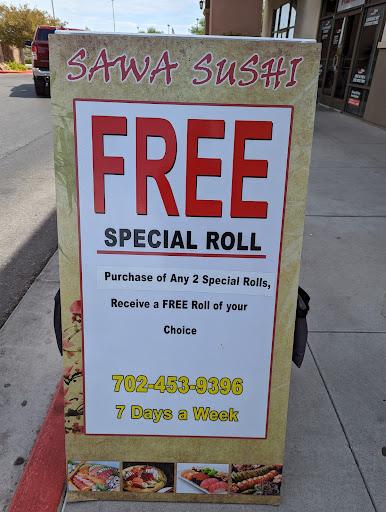 SAWA SUSHI
FREE
SPECIAL ROLL
Purchase of Any 2 Special Rolls,
Receive a FREE Roll of your
Choice
702-453-9396
7 Days a Week